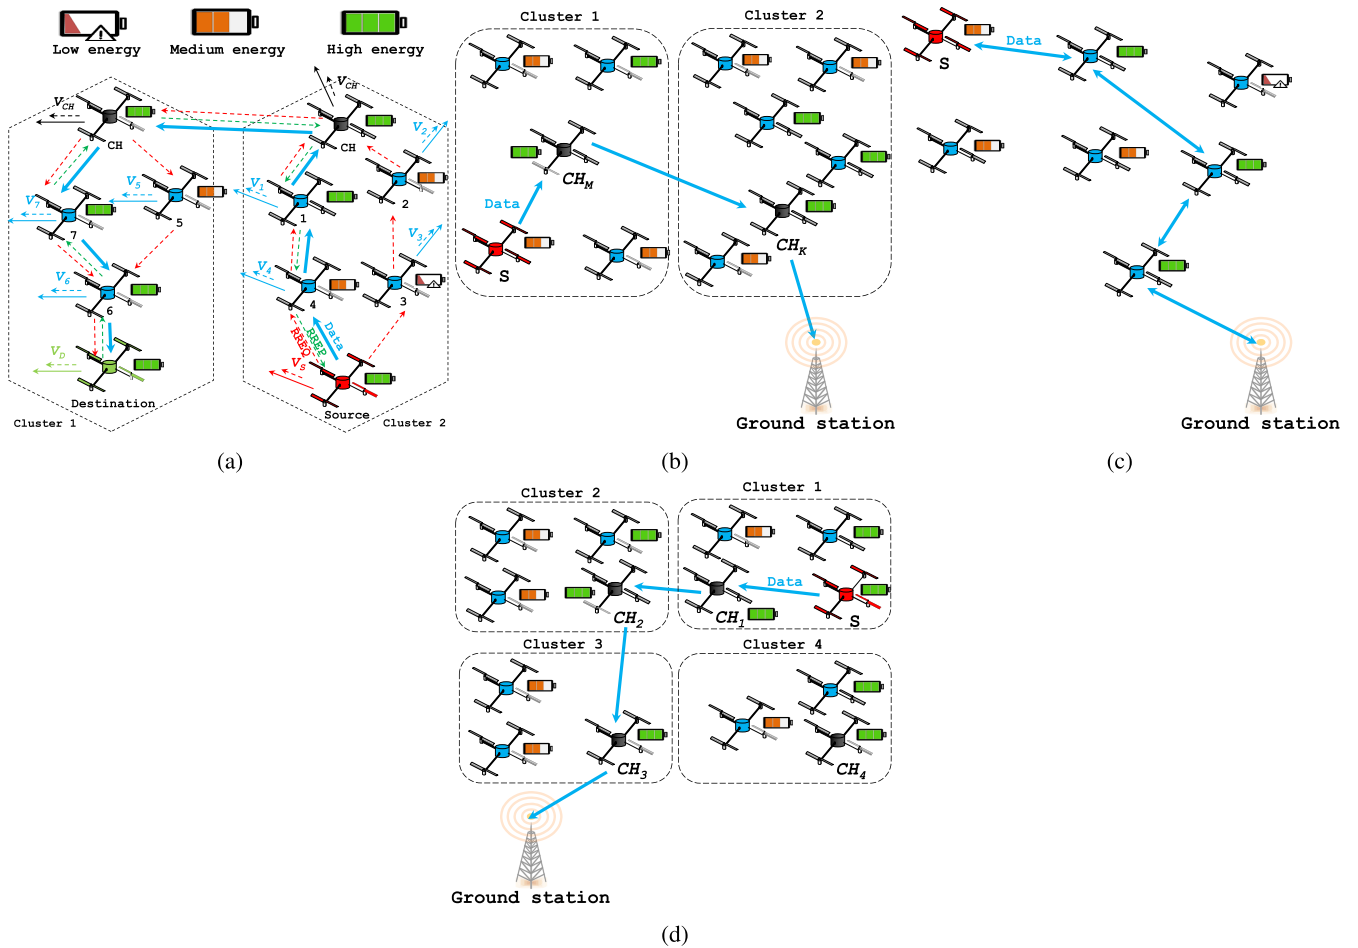 Low energy
Medium energy
High energy
V_CH
CH
V_CH
CH
V_2
V_1
2
1
V_5
5
V_7
7
V_3
V_4
4
3
V_6
6
RREQ
RREP
Data
V_S
V_D
Destination
Source
Cluster 1
Cluster 2
(a)
Cluster 1
Cluster 2
CH_M
Data
S
CH_K
Ground station
(b)
S
Data
Ground station
(c)
Cluster 2
Cluster 1
Data
CH_2
CH_1
S
Cluster 3
Cluster 4
CH_3
CH_4
Ground station
(d)